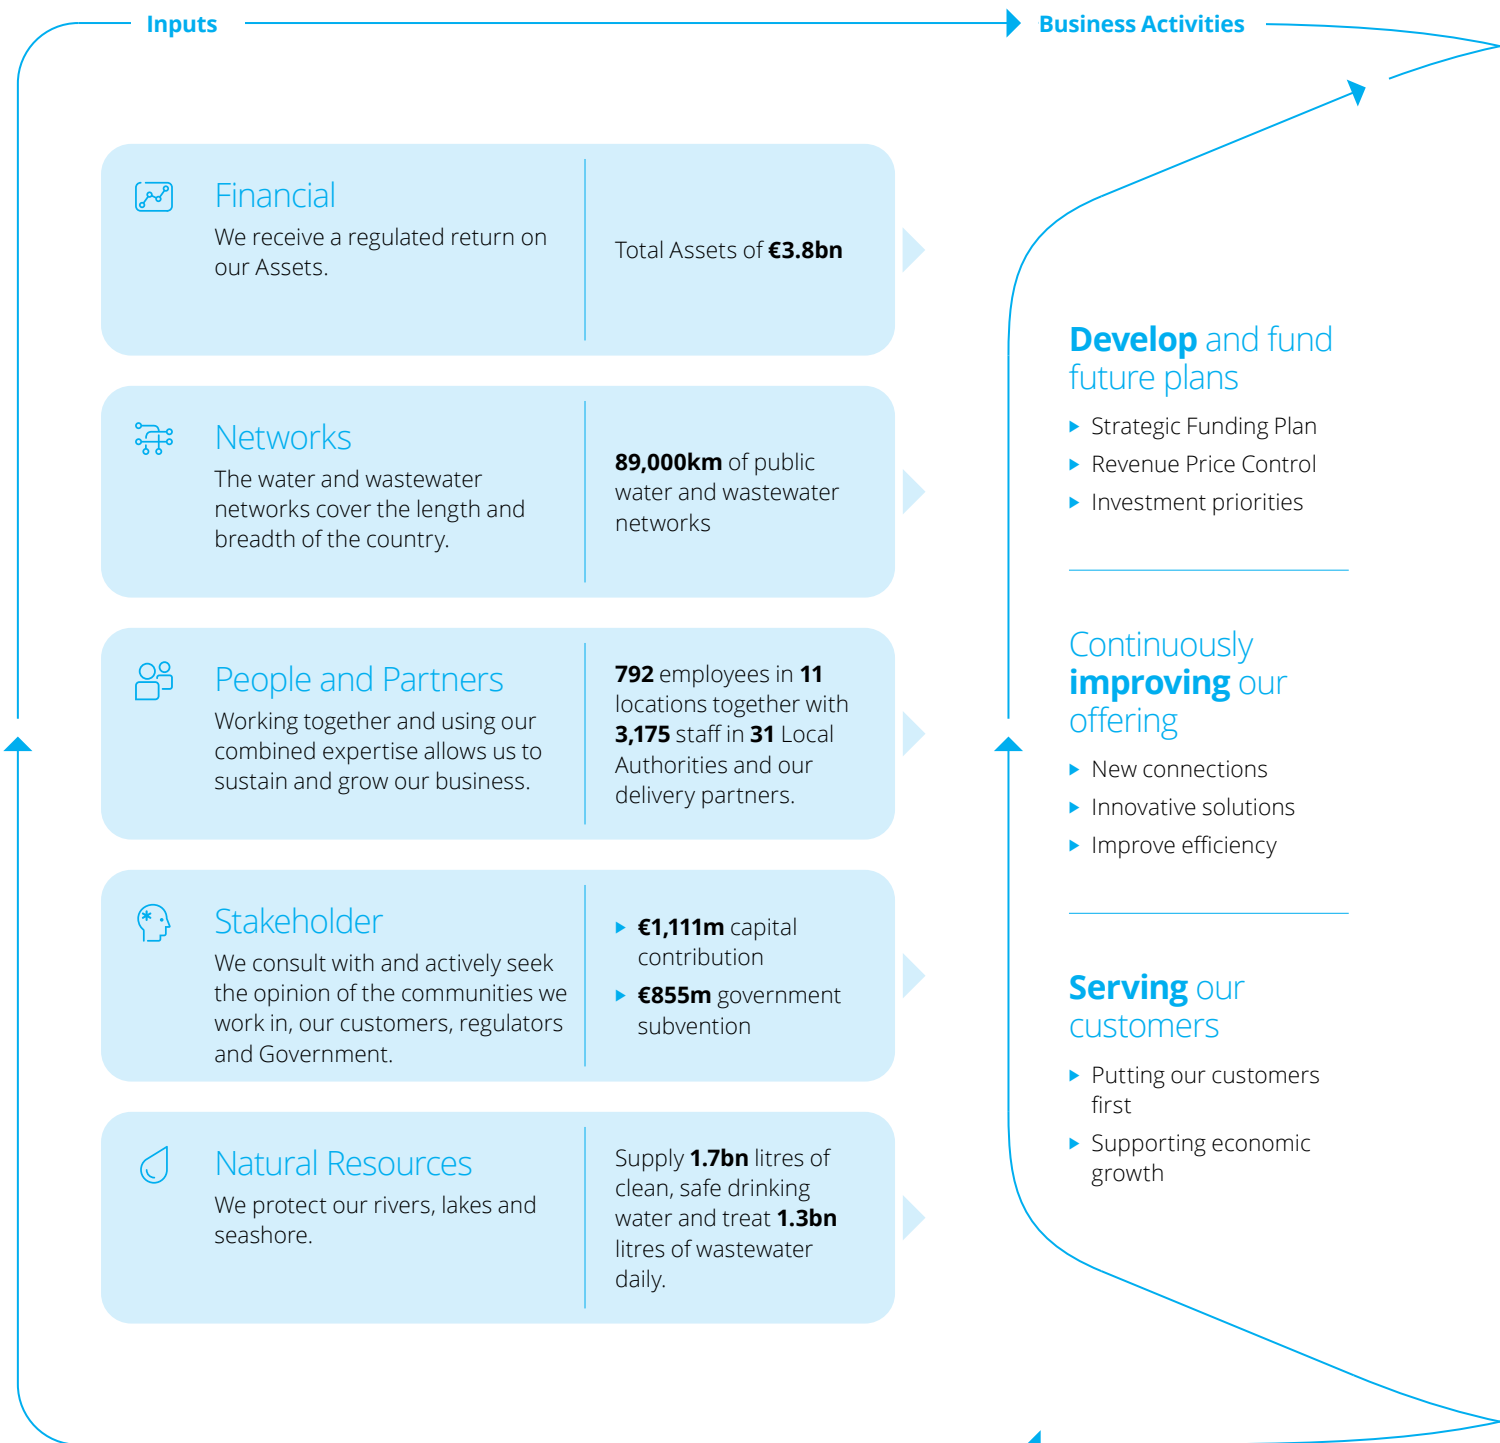 Inputs
Business Activities
Financial
We receive a regulated return on
our Assets.
Total Assets of €3.8bn
Networks
The water and wastewater
networks cover the length and
breadth of the country.
89,000km of public
water and wastewater
networks
People and Partners
Working together and using our
combined expertise allows us to
sustain and grow our business.
792 employees in 11
locations together with
3,175 staff in 31 Local
Authorities and our
delivery partners.
Stakeholder
We consult with and actively seek
the opinion of the communities we
work in, our customers, regulators
and Government.
€1,111m capital
contribution
€855m government
subvention
Natural Resources
We protect our rivers, lakes and
seashore.
Supply 1.7bn litres of
clean, safe drinking
water and treat 1.3bn
litres of wastewater
daily.
Develop and fund
future plans
Strategic Funding Plan
Revenue Price Control
Investment priorities
Continuously
improving our
offering
New connections
Innovative solutions
Improve efficiency
Serving our
customers
Putting our customers
first
Supporting economic
growth